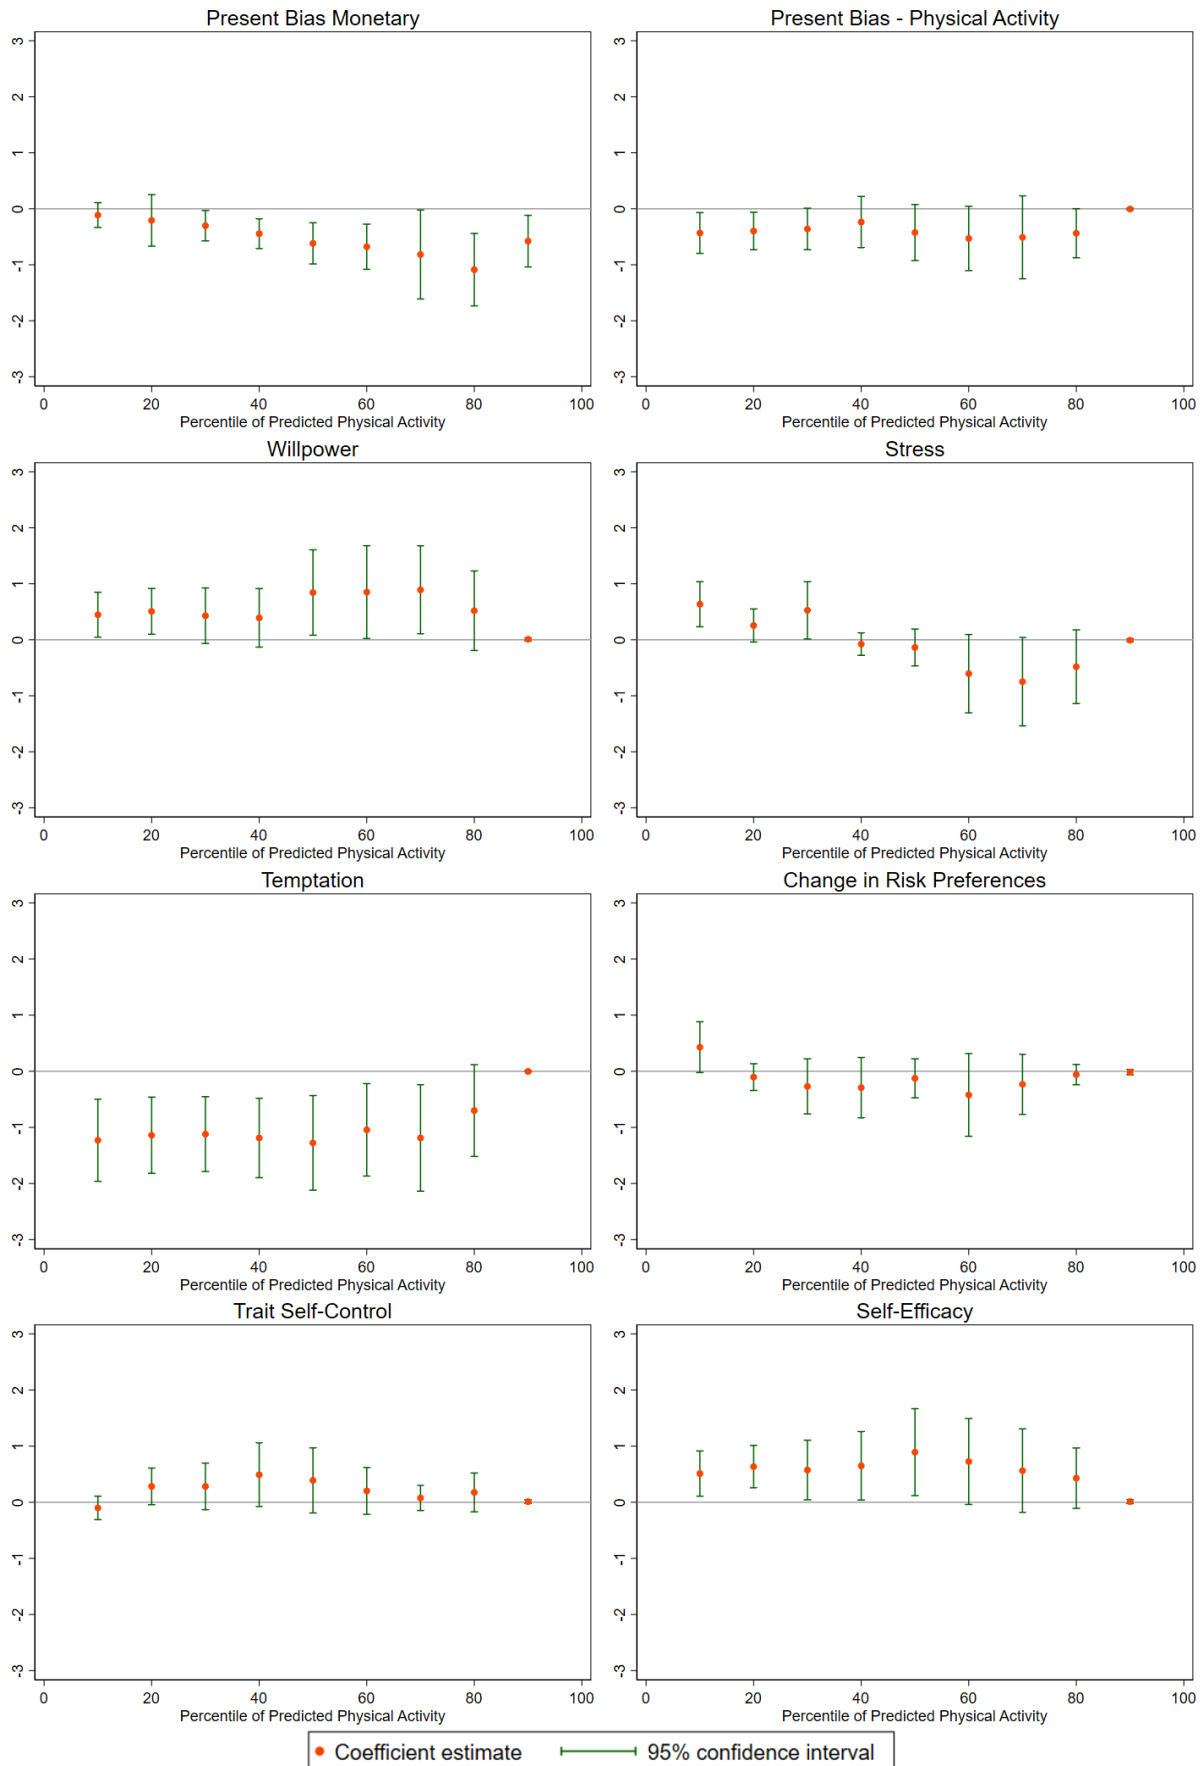 Present Bias Monetary
3
2
1
0
-1
-2
-3
0 20 40 60 80 100
Percentile of Predicted Physical Activity
Present Bias - Physical Activity
3
2
1
0
-1
-2
-3
0 20 40 60 80 100
Percentile of Predicted Physical Activity
Willpower
3
2
1
0
-1
-2
-3
0 20 40 60 80 100
Percentile of Predicted Physical Activity
Stress
3
2
1
0
-1
-2
-3
0 20 40 60 80 100
Percentile of Predicted Physical Activity
Temptation
3
2
1
0
-1
-2
-3
0 20 40 60 80 100
Percentile of Predicted Physical Activity
Change in Risk Preferences
3
2
1
0
-1
-2
-3
0 20 40 60 80 100
Percentile of Predicted Physical Activity
Trait Self-Control
3
2
1
0
-1
-2
-3
0 20 40 60 80 100
Percentile of Predicted Physical Activity
Self-Efficacy
3
2
1
0
-1
-2
-3
0 20 40 60 80 100
Percentile of Predicted Physical Activity
Coefficient estimate 95% confidence interval